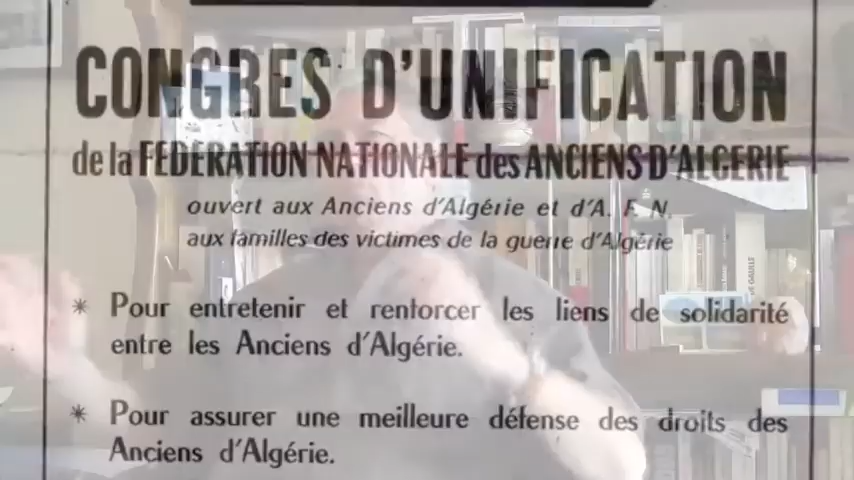 CONGRES D'UNIFICATION
de la FEDERATION NATIONALE des ANCIENS D'ALGERIE
ouvert aux Anciens d'Algérie et d'A. F. N.
aux familles des victimes de la guerre d'Algérie
* Pour entretenir et renforcer les liens de solidarité
entre les Anciens d'Algérie.
* Pour assurer une meilleure défense des droits des
Anciens d'Algérie.